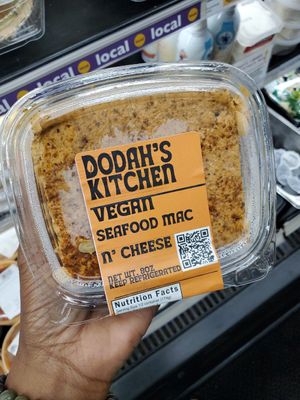 local
local
local
DODAH'S
KITCHEN
VEGAN
SEAFOOD MAC
N' CHEESE
NET WT. 8OZ
KEEP REFRIGERATED
Nutrition Facts